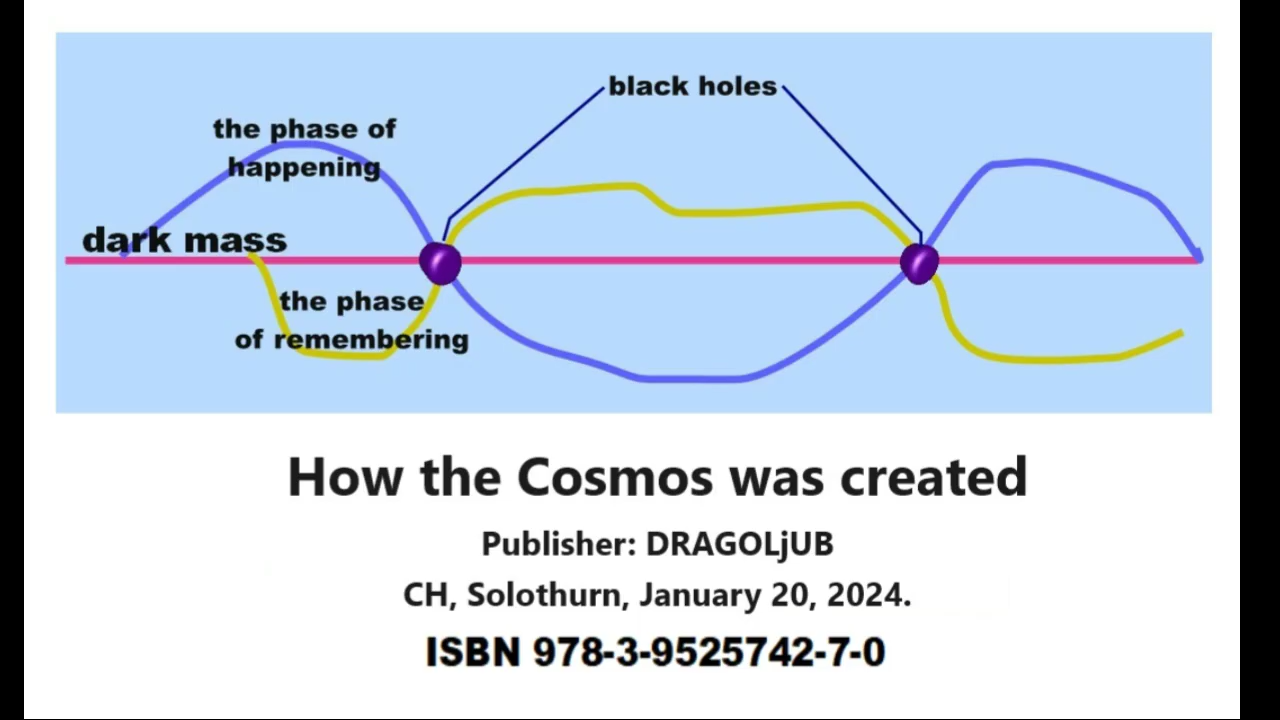 black holes
the phase of
happening
dark mass
the phase
of remembering
How the Cosmos was created
Publisher: DRAGOLjUB
CH, Solothurn, January 20, 2024.
ISBN 978-3-9525742-7-0